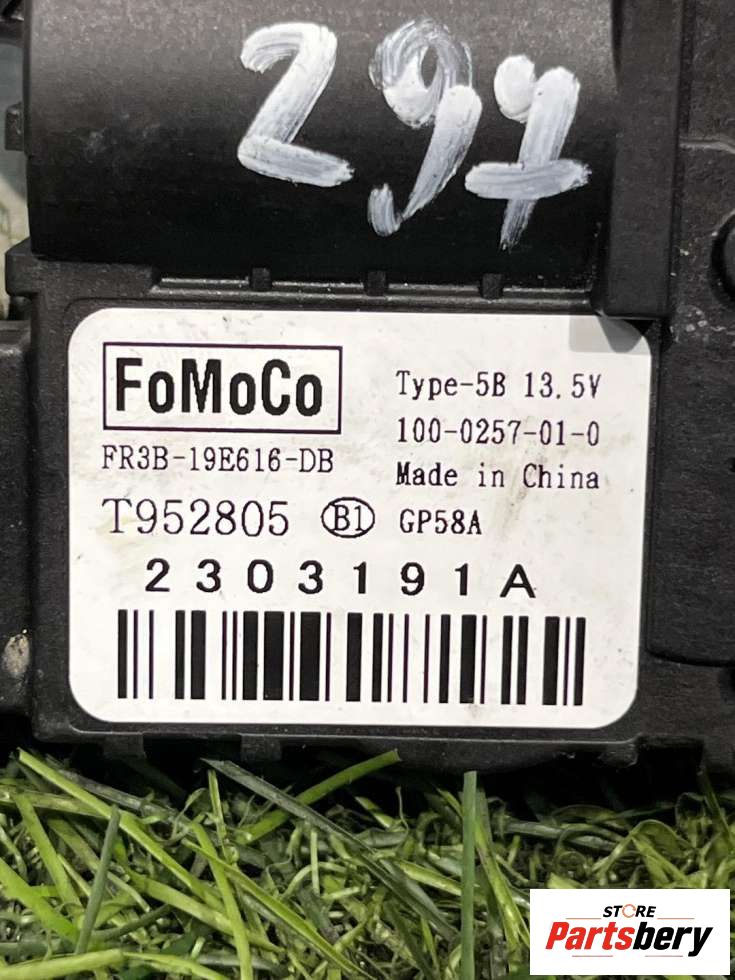 297
FoMoCo
FR3B-19E616-DB
T952805 B1 GP58A
Type-5B 13.5V
100-0257-01-0
Made in China
2303191A
STORE
Partsbery